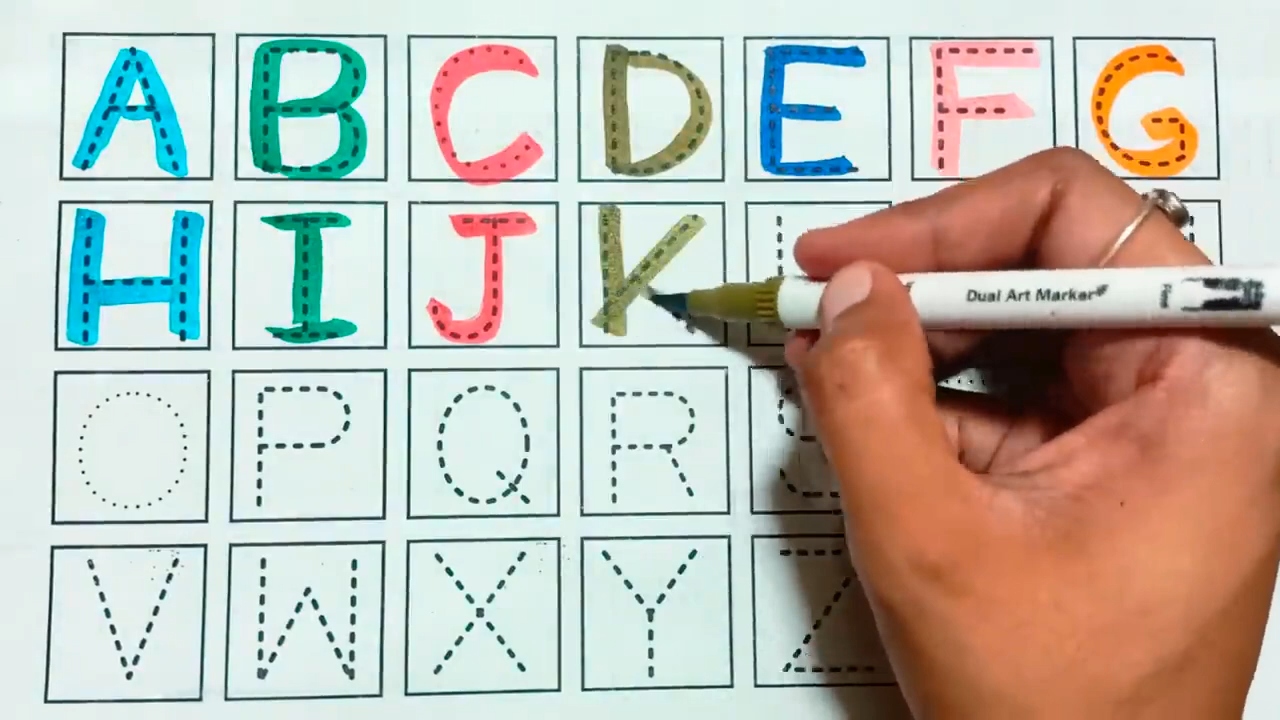 A B C D E F G
H I J K
Dual Art Marker
O P Q R S
V W X Y Z